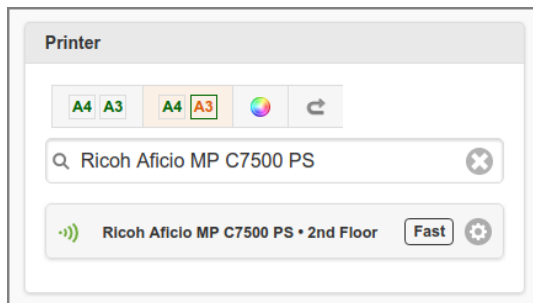 Printer
A4 A3 A4 A3
Ricoh Aficio MP C7500 PS
Ricoh Aficio MP C7500 PS • 2nd Floor Fast